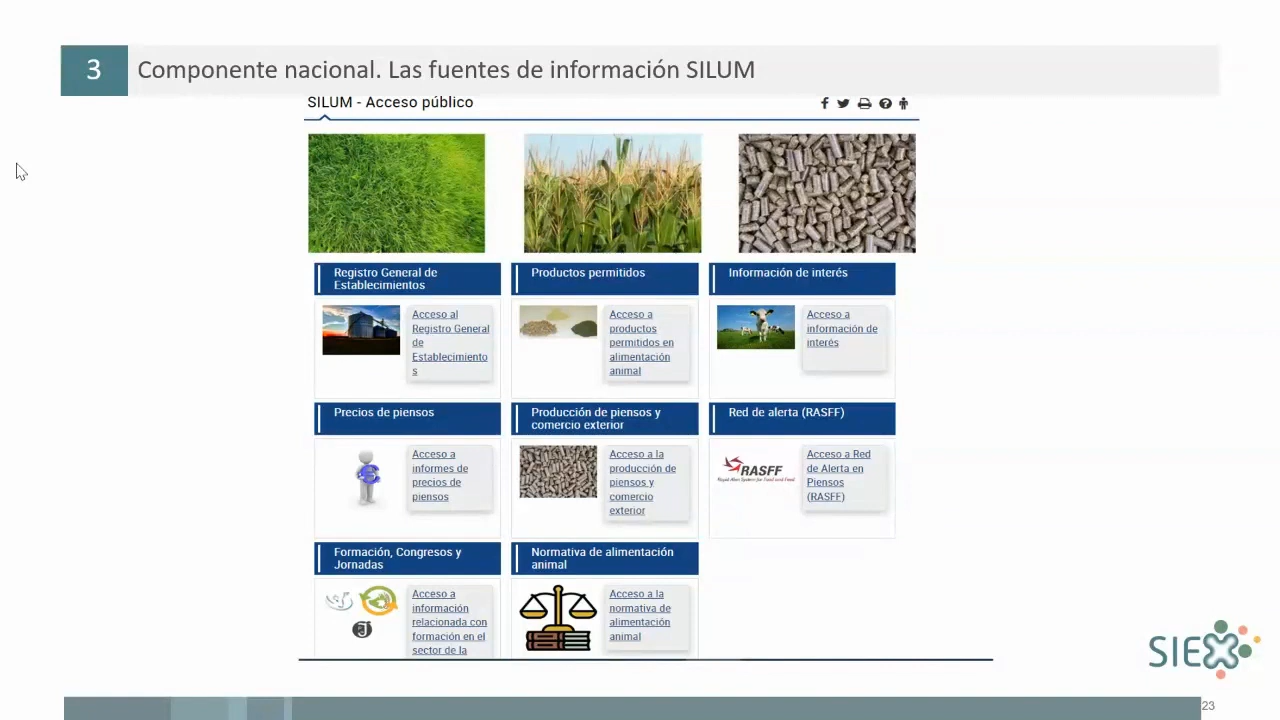 3
Componente nacional. Las fuentes de información SILUM
SILUM - Acceso público
Registro General de
Establecimientos
Acceso al
Registro General
de
Establecimiento
s
Productos permitidos
Acceso a
productos
permitidos en
alimentación
animal
Información de interés
Acceso a
información de
interés
Precios de piensos
Acceso a
informes de
precios de
piensos
Producción de piensos y
comercio exterior
Acceso a la
producción de
piensos y
comercio
exterior
Red de alerta (RASFF)
RASFF
Acceso a Red
de Alerta en
Piensos
(RASFF)
Formación, Congresos y
Jornadas
Acceso a
información
relacionada con
formación en el
sector de la
Normativa de alimentación
animal
Acceso a la
normativa de
alimentación
animal
SIEX
23